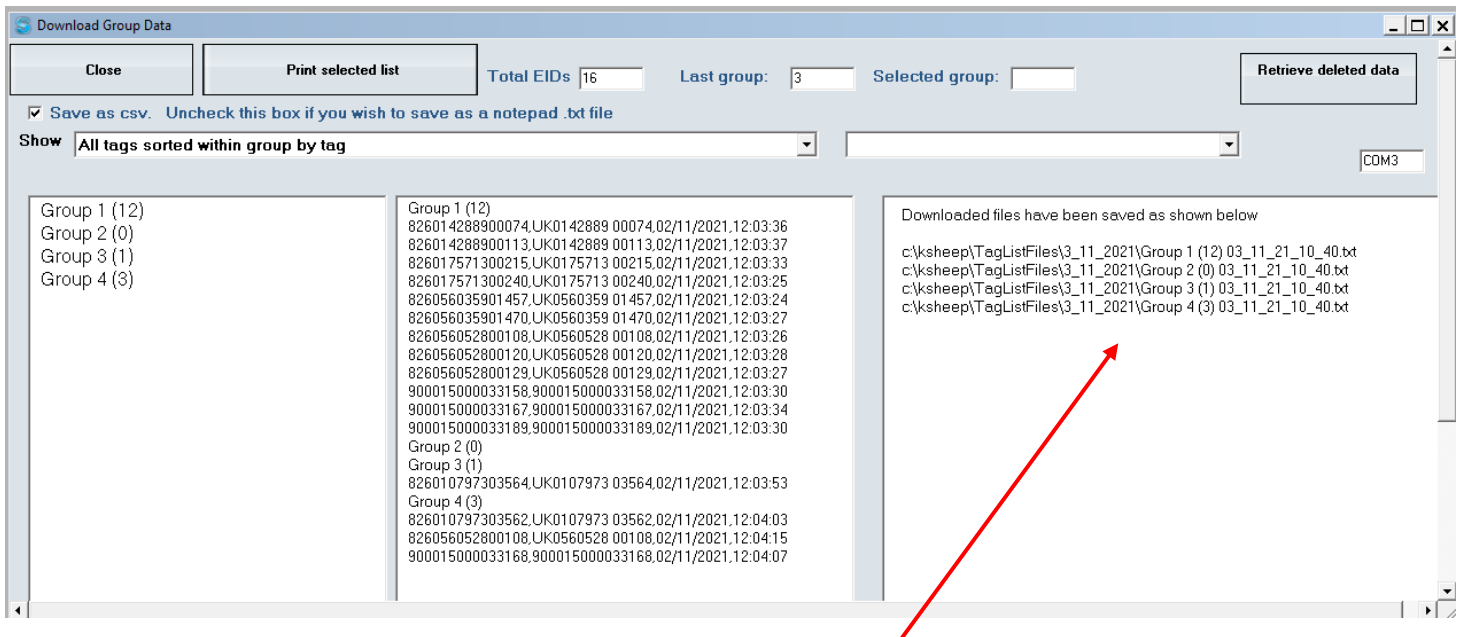 Download Group Data
Close
Print selected list
Total EIDs 16
Last group: 3
Selected group:
Retrieve deleted data
Save as csv. Uncheck this box if you wish to save as a notepad .txt file
Show All tags sorted within group by tag
COM3
Group 1 (12)
Group 2 (0)
Group 3 (1)
Group 4 (3)
Group 1 (12)
826014288900074,UK0142889 00074,02/11/2021,12:03:36
826014288900113,UK0142889 00113,02/11/2021,12:03:37
826017571300215,UK0175713 00215,02/11/2021,12:03:33
826017571300240,UK0175713 00240,02/11/2021,12:03:25
826056035901457,UK0560359 01457,02/11/2021,12:03:24
826056035901470,UK0560359 01470,02/11/2021,12:03:27
826056052800108,UK0560528 00108,02/11/2021,12:03:26
826056052800120,UK0560528 00120,02/11/2021,12:03:28
826056052800129,UK0560528 00129,02/11/2021,12:03:27
900015000033158,900015000033158,02/11/2021,12:03:30
900015000033167,900015000033167,02/11/2021,12:03:34
900015000033189,900015000033189,02/11/2021,12:03:30
Group 2 (0)
Group 3 (1)
826010797303564,UK0107973 03564,02/11/2021,12:03:53
Group 4 (3)
826010797303562,UK0107973 03562,02/11/2021,12:04:03
826056052800108,UK0560528 00108,02/11/2021,12:04:15
900015000033168,900015000033168,02/11/2021,12:04:07
Downloaded files have been saved as shown below
c:\ksheep\TagListFiles\3_11_2021\Group 1 (12) 03_11_21_10_40.txt
c:\ksheep\TagListFiles\3_11_2021\Group 2 (0) 03_11_21_10_40.txt
c:\ksheep\TagListFiles\3_11_2021\Group 3 (1) 03_11_21_10_40.txt
c:\ksheep\TagListFiles\3_11_2021\Group 4 (3) 03_11_21_10_40.txt